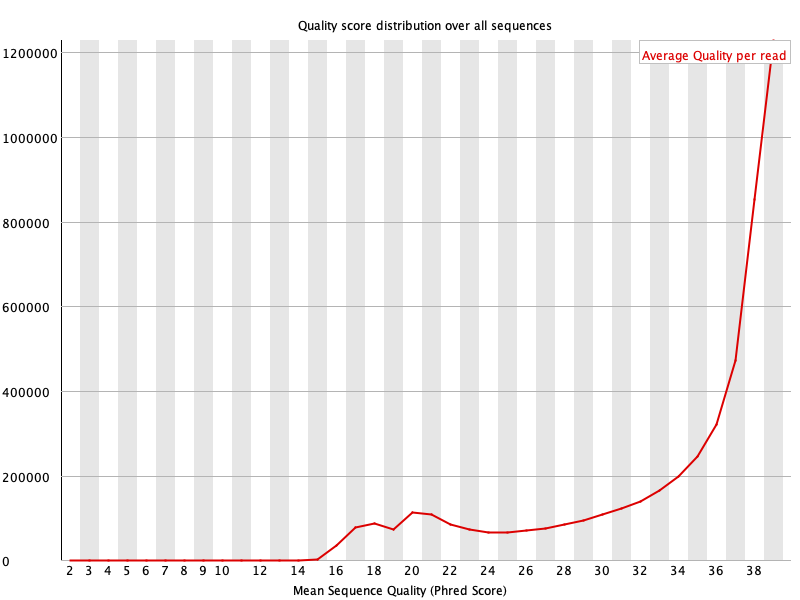 Quality score distribution over all sequences
Average Quality per read
1200000
1000000
800000
600000
400000
200000
0
2 3 4 5 6 7 8 9 10 12 14 16 18 20 22 24 26 28 30 32 34 36 38
Mean Sequence Quality (Phred Score)